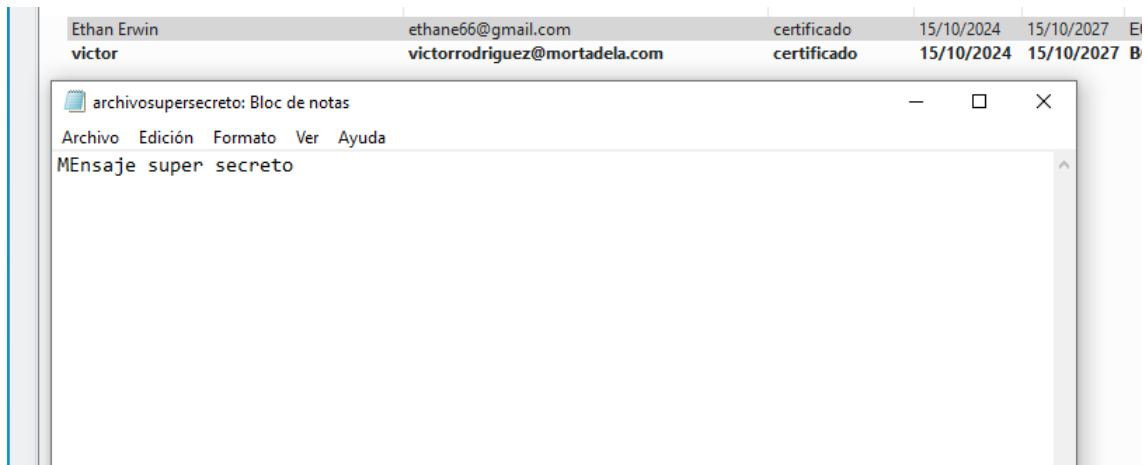 Ethan Erwin ethane66@gmail.com certificado 15/10/2024 15/10/2027
victor victorrodriguez@mortadela.com certificado 15/10/2024 15/10/2027
archivosupersecreto: Bloc de notas
Archivo Edición Formato Ver Ayuda
MEnsaje super secreto